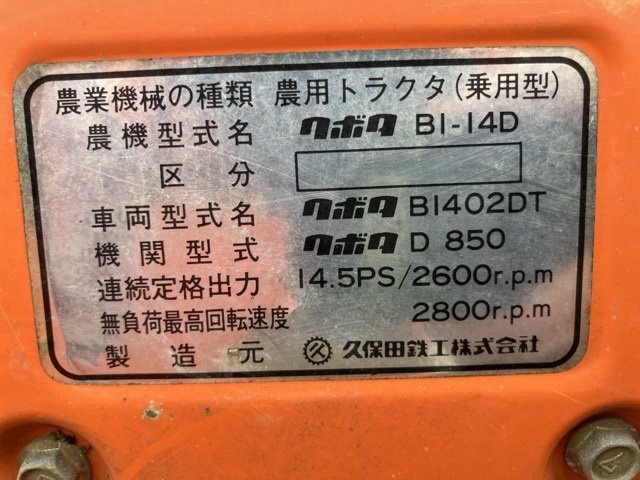 農業機械の種類 農用トラクタ(乗用型)
農機型式名 クボタ B1-14D
区分
車両型式名 クボタ B1402DT
機関型式 クボタ D 850
連続定格出力 14.5PS/2600r.p.m
無負荷最高回転速度 2800r.p.m
製造元 久保田鉄工株式会社